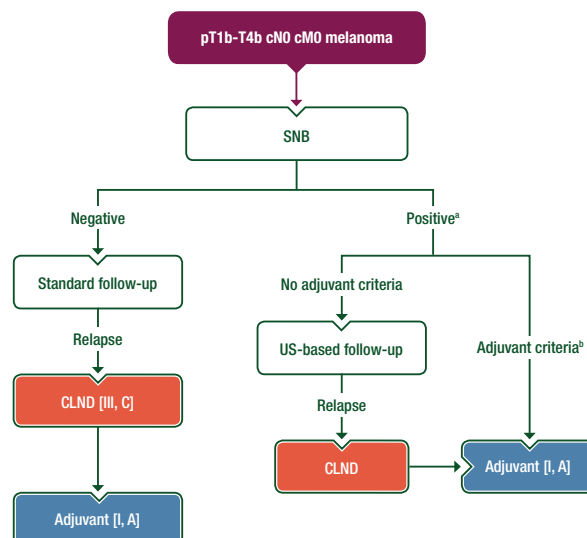 pT1b-T4b cN0 cM0 melanoma
SNB
Negative
Positiveᵃ
Standard follow-up
No adjuvant criteria
Relapse
US-based follow-up
Adjuvant criteriaᵇ
CLND [III, C]
Relapse
CLND
Adjuvant [I, A]
Adjuvant [I, A]